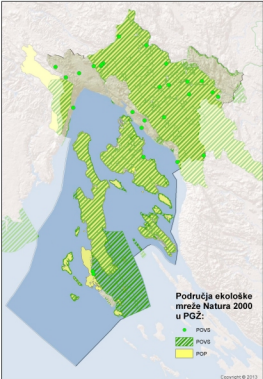 Područja ekološke
mreže Natura 2000
u PGŽ:
POVS
POVS
POP
Copyright © 2013